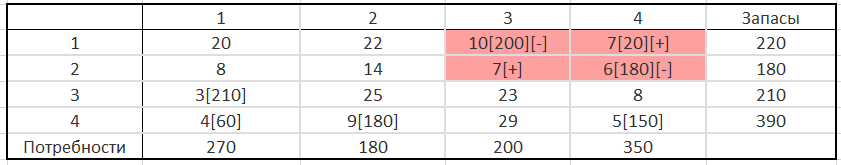 1 2 3 4 Запасы
1 20 22 10[200][-] 7[20][+] 220
2 8 14 7[+] 6[180][-] 180
3 3[210] 25 23 8 210
4 4[60] 9[180] 29 5[150] 390
Потребности 270 180 200 350